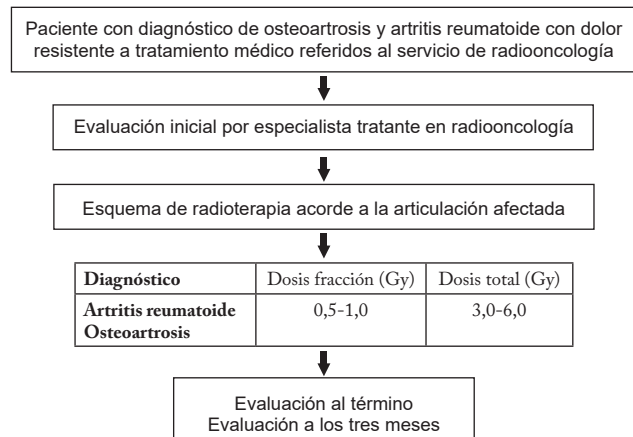 Paciente con diagnóstico de osteoartrosis y artritis reumatoide con dolor
resistente a tratamiento médico referidos al servicio de radiooncología
Evaluación inicial por especialista tratante en radiooncología
Esquema de radioterapia acorde a la articulación afectada
Diagnóstico Dosis fracción (Gy) Dosis total (Gy)
Artritis reumatoide 0,5-1,0 3,0-6,0
Osteoartrosis
Evaluación al término
Evaluación a los tres meses